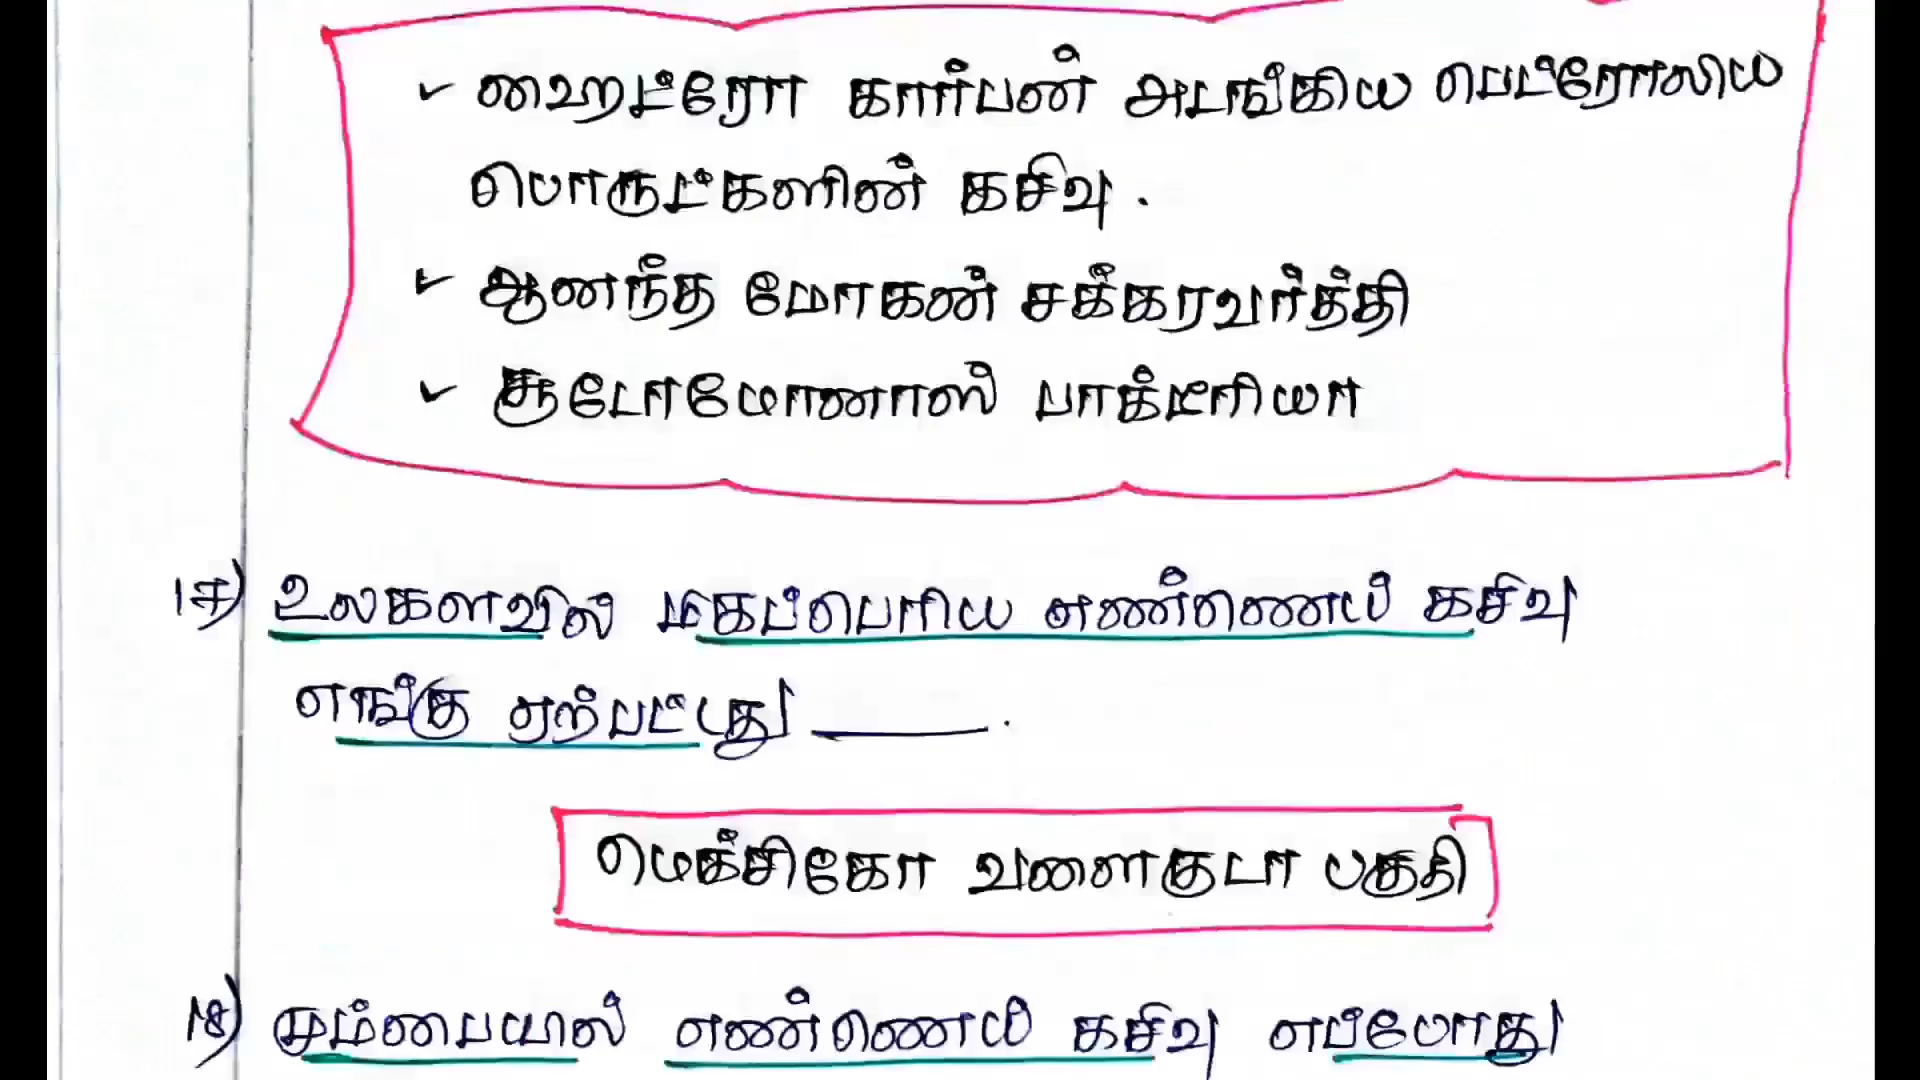 ஹைட்ரோ கார்பன் அடங்கிய பெட்ரோலிய
பொருட்களின் கசிவு.
ஆனந்த மோகன் சக்கரவர்த்தி
சூடோமோனாஸ் பாக்டீரியா
17) உலகளவில் மிகப்பெரிய எண்ணெய் கசிவு
எங்கு ஏற்பட்டது ______.
மெக்சிகோ வளைகுடா பகுதி
18) மும்பையில் எண்ணெய் கசிவு எப்போது